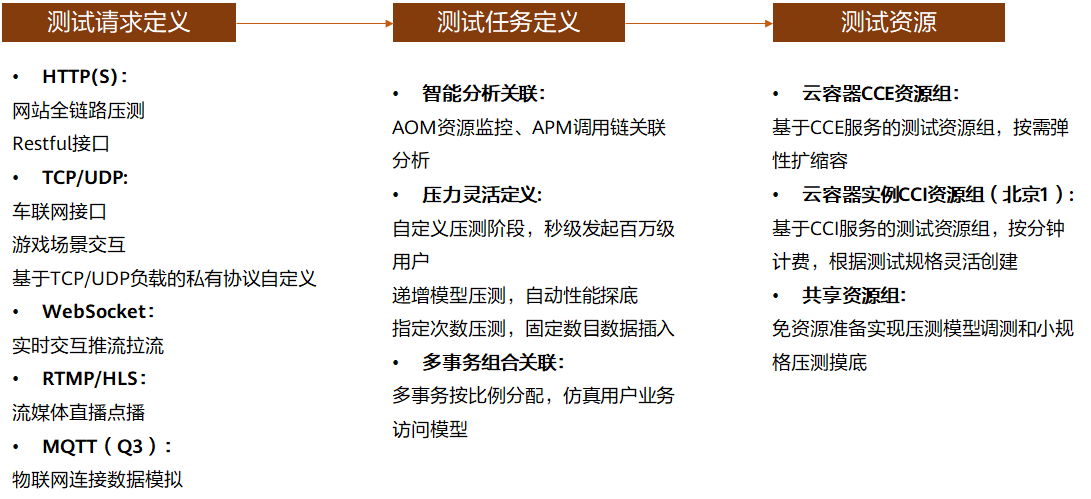 测试请求定义
• HTTP(S)：
网站全链路压测
Restful接口
• TCP/UDP:
车联网接口
游戏场景交互
基于TCP/UDP负载的私有协议自定义
• WebSocket：
实时交互推流拉流
• RTMP/HLS：
流媒体直播点播
• MQTT（Q3）:
物联网连接数据模拟
测试任务定义
• 智能分析关联：
AOM资源监控、APM调用链关联
分析
• 压力灵活定义:
自定义压测阶段，秒级发起百万级
用户
递增模型压测，自动性能探底
指定次数压测，固定数目数据插入
• 多事务组合关联：
多事务按比例分配，仿真用户业务
访问模型
测试资源
• 云容器CCE资源组：
基于CCE服务的测试资源组，按需弹
性扩缩容
• 云容器实例CCI资源组（北京1）:
基于CCI服务的测试资源组，按分钟
计费，根据测试规格灵活创建
• 共享资源组：
免资源准备实现压测模型调测和小规
格压测摸底